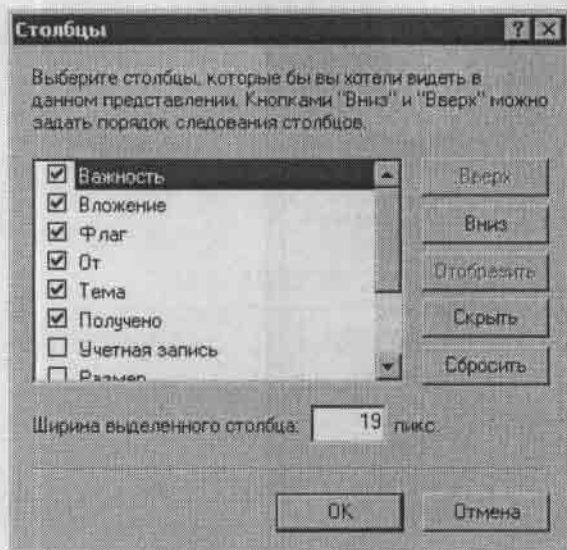 Столбцы
Выберите столбцы, которые бы вы хотели видеть в
данном представлении. Кнопками "Вниз" и "Вверх" можно
задать порядок следования столбцов.
Важность
Вложение
Флаг
От
Тема
Получено
Учетная запись
Размер
Вверх
Вниз
Отобразить
Скрыть
Сбросить
Ширина выделенного столбца: 19 пикс.
OK Отмена